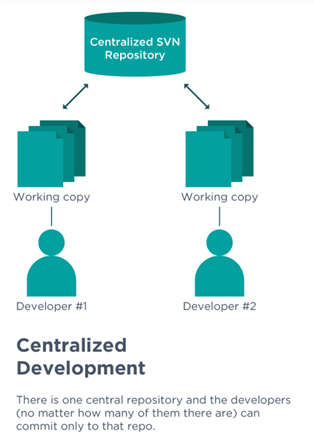 Centralized SVN
Repository
Working copy
Working copy
Developer #1
Developer #2
Centralized
Development
There is one central repository and the developers
(no matter how many of them there are) can
commit only to that repo.